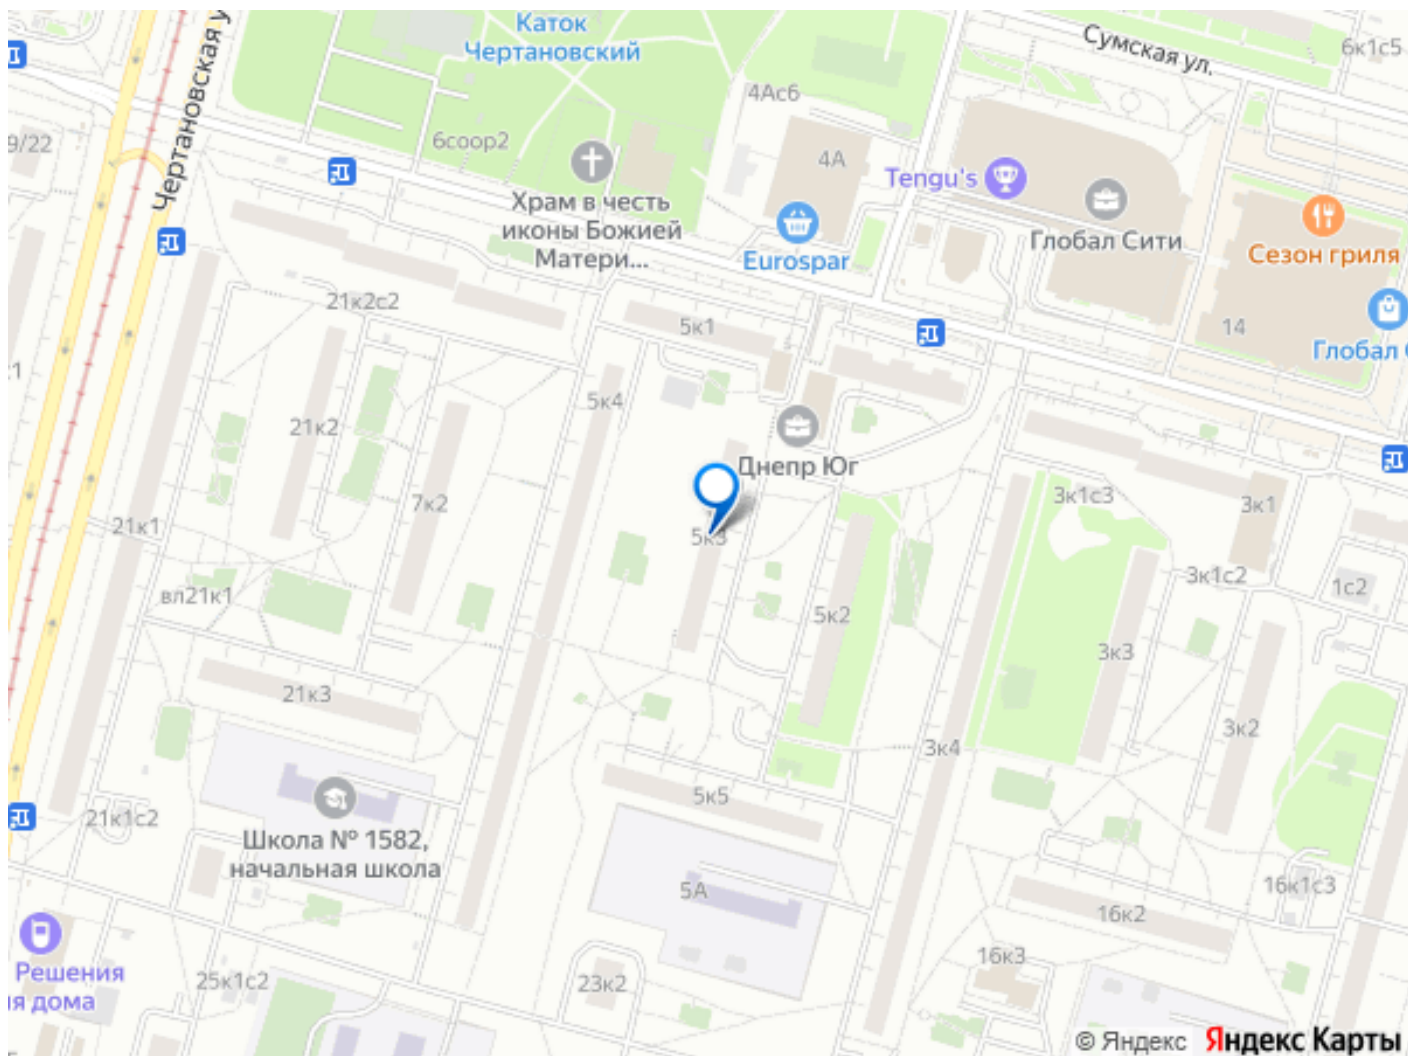 Каток
Чертановский
Сумская ул.
6к1с5
Чертановская у
4Ас6
9/22
6соор2
4А
Tengu's
Храм в честь
иконы Божией
Матери...
Глобал Сити
Сезон гриля
Eurospar
21к2с2
5к1
14
Глобал
1
5к4
21к2
Днепр Юг
7к2
3к1с3
3к1
21к1
5к3
3к1с2
1с2
вл21к1
5к2
3к3
21к3
3к2
3к4
5к5
21к1с2
Школа № 1582,
начальная школа
5А
16к1с3
16к2
Решения
я дома
25к1с2
23к2
16к3
© Яндекс Яндекс Карты